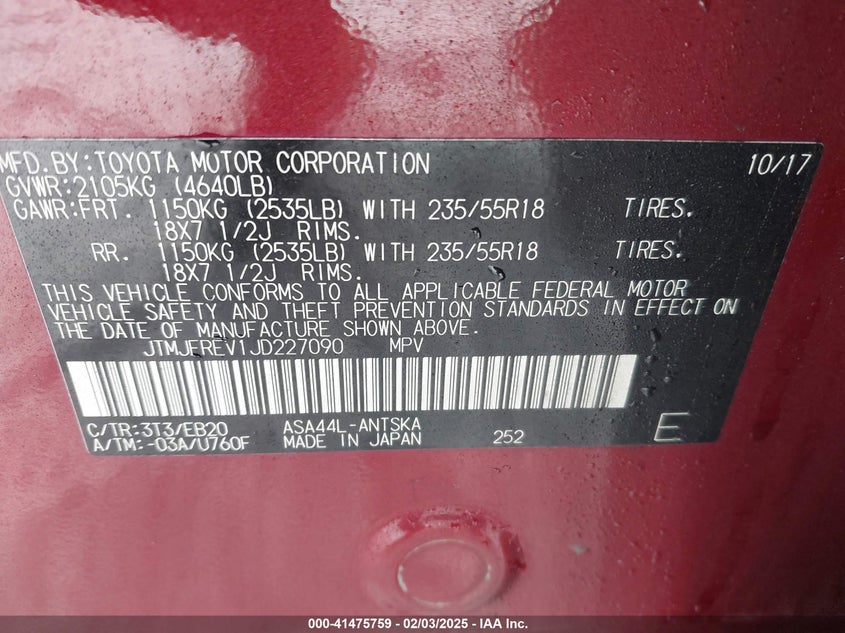 MFD.BY:TOYOTA MOTOR CORPORATION 10/17
GVWR:2105KG (4640LB)
GAWR:FRT. 1150KG (2535LB) WITH 235/55R18 TIRES.
18X7 1/2J RIMS.
RR. 1150KG (2535LB) WITH 235/55R18 TIRES.
18X7 1/2J RIMS.
THIS VEHICLE CONFORMS TO ALL APPLICABLE FEDERAL MOTOR
VEHICLE SAFETY AND THEFT PREVENTION STANDARDS IN EFFECT ON
THE DATE OF MANUFACTURE SHOWN ABOVE.
JTMJFREV1JD227090 MPV
C/TR:3T3/EB20 ASA44L-ANTSKA
A/TM:-03A/U760F MADE IN JAPAN 252 E
000-41475759 - 02/03/2025 - IAA Inc.